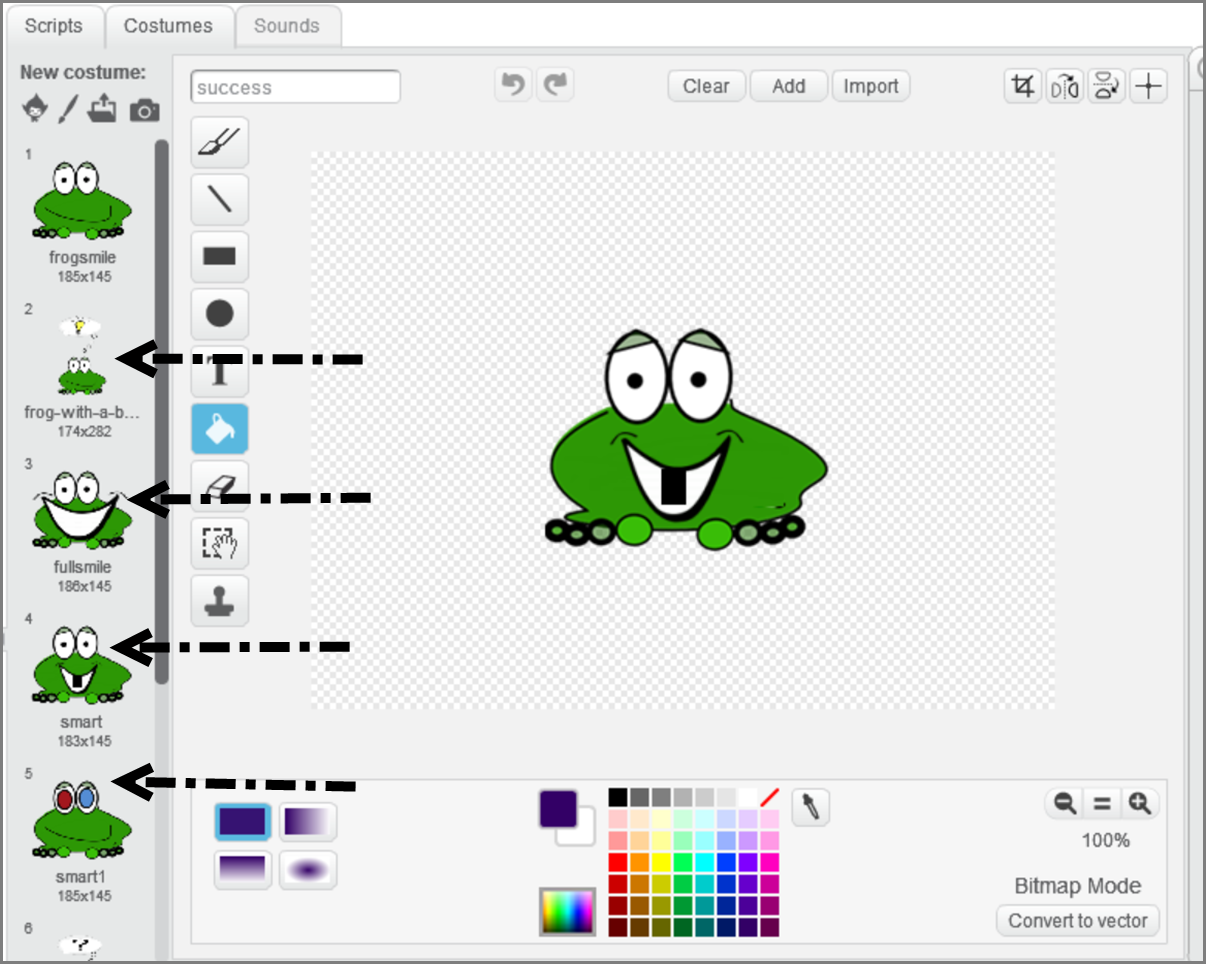 Scripts
Costumes
Sounds
New costume:
success
Clear
Add
Import
1
frogsmile
185x145
2
frog-with-a-b...
174x282
3
fullsmile
186x145
4
smart
183x145
5
smart1
185x145
6
?
T
100%
Bitmap Mode
Convert to vector